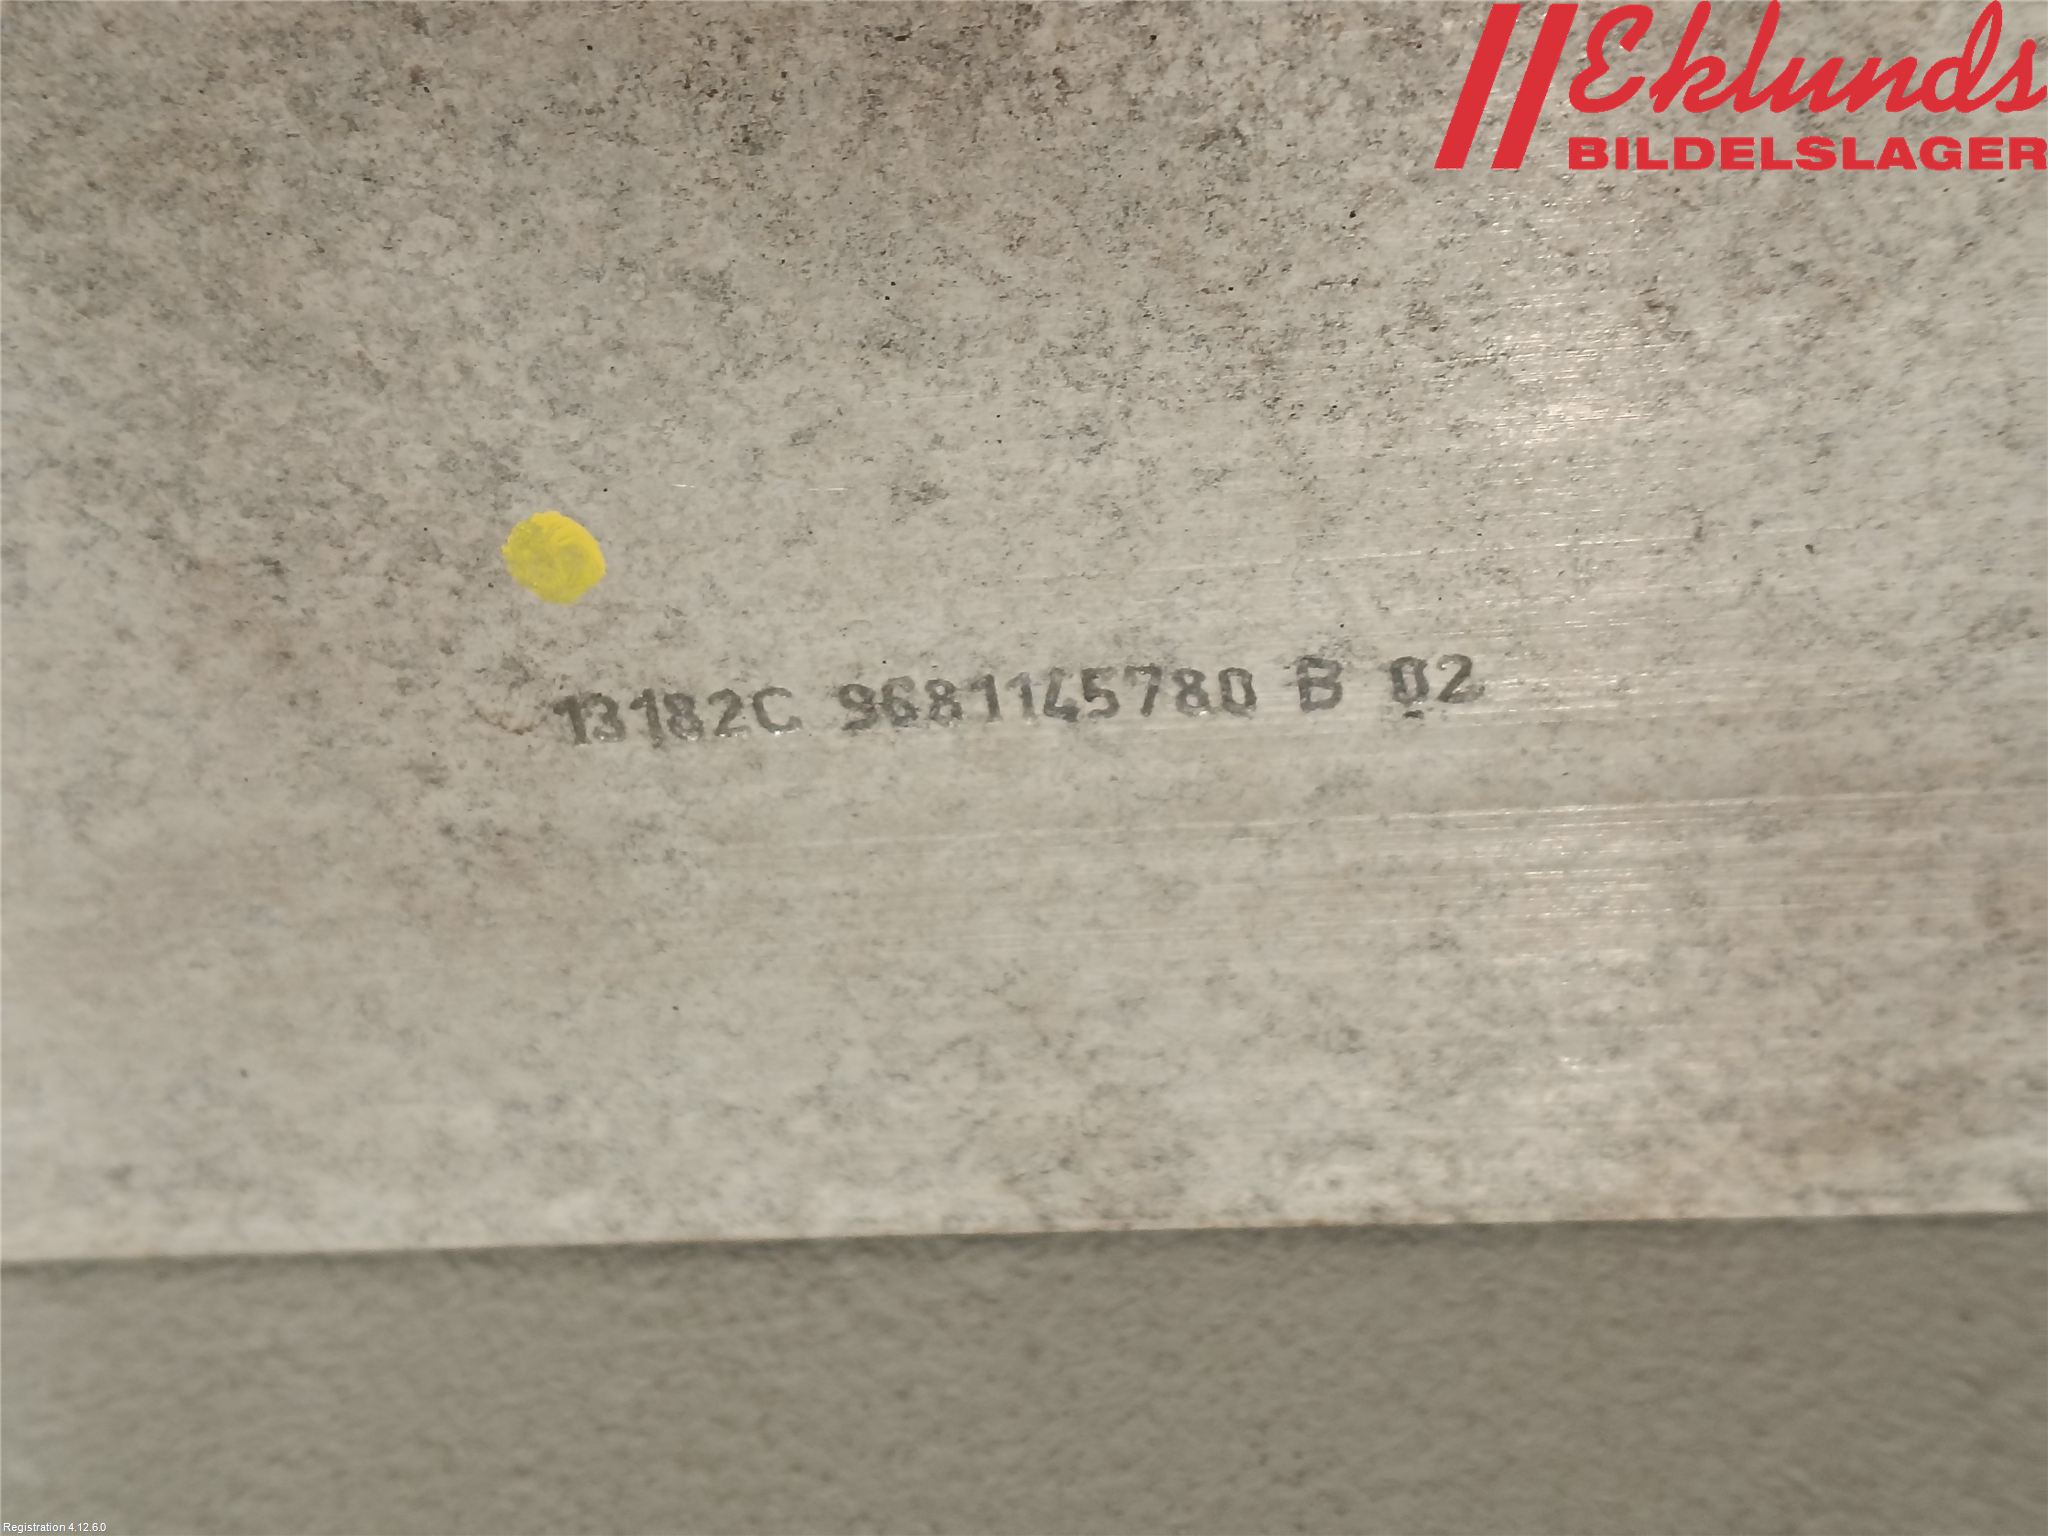 Eklunds
BILDELSLAGER
13182C 9681145780 B 02
Registration 4.12.6.0